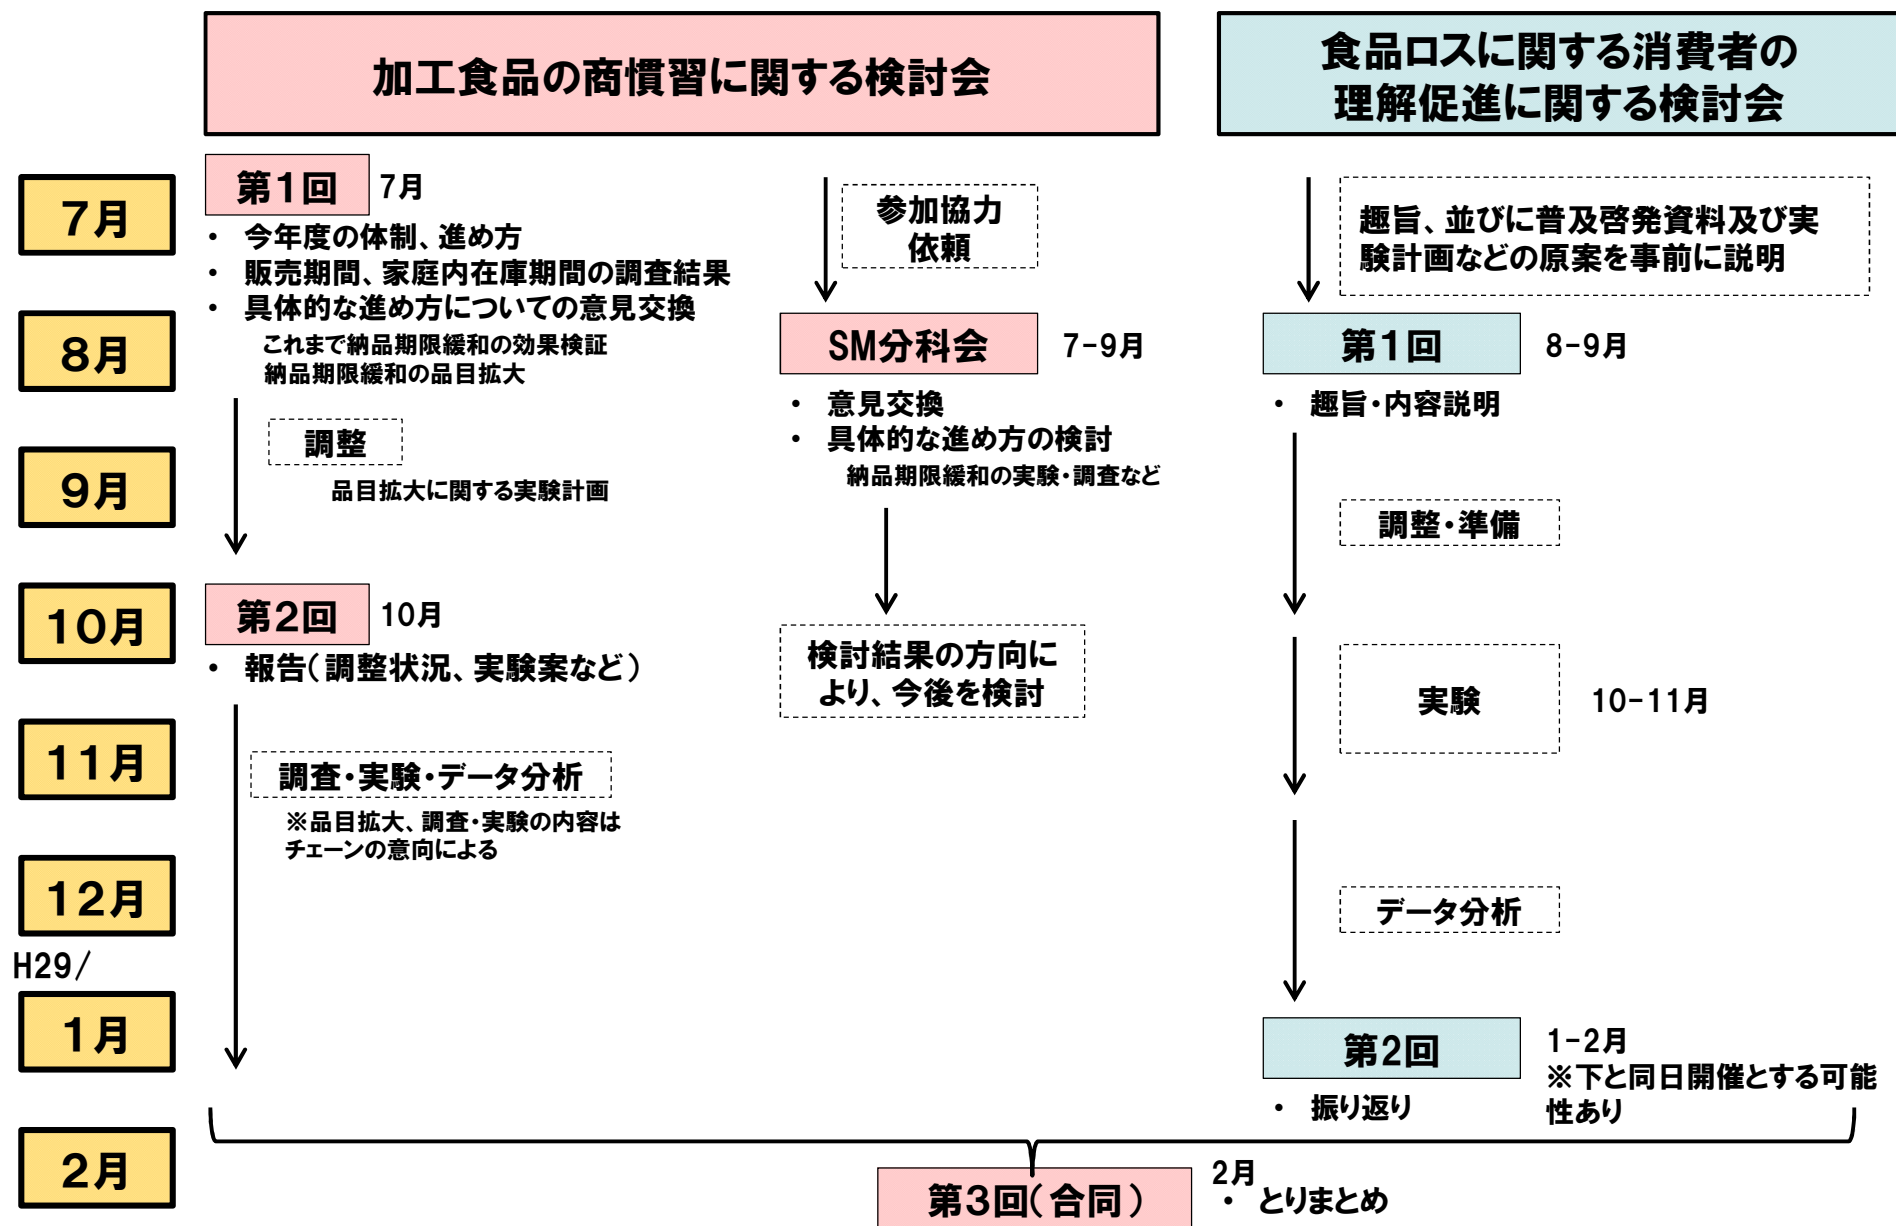 加工食品の商慣習に関する検討会
食品ロスに関する消費者の
理解促進に関する検討会
7月
8月
9月
10月
11月
12月
H29/
1月
2月
第1回
7月
・ 今年度の体制、進め方
・ 販売期間、家庭内在庫期間の調査結果
・ 具体的な進め方についての意見交換
これまで納品期限緩和の効果検証
納品期限緩和の品目拡大
調整
品目拡大に関する実験計画
第2回
10月
・ 報告(調整状況、実験案など)
調査・実験・データ分析
※品目拡大、調査・実験の内容は
チェーンの意向による
参加協力
依頼
SM分科会
7-9月
・ 意見交換
・ 具体的な進め方の検討
納品期限緩和の実験・調査など
検討結果の方向に
より、今後を検討
趣旨、並びに普及啓発資料及び実
験計画などの原案を事前に説明
第1回
8-9月
・ 趣旨・内容説明
調整・準備
実験
10-11月
データ分析
第2回
1-2月
※下と同日開催とする可能
性あり
・ 振り返り
第3回(合同)
2月
・ とりまとめ